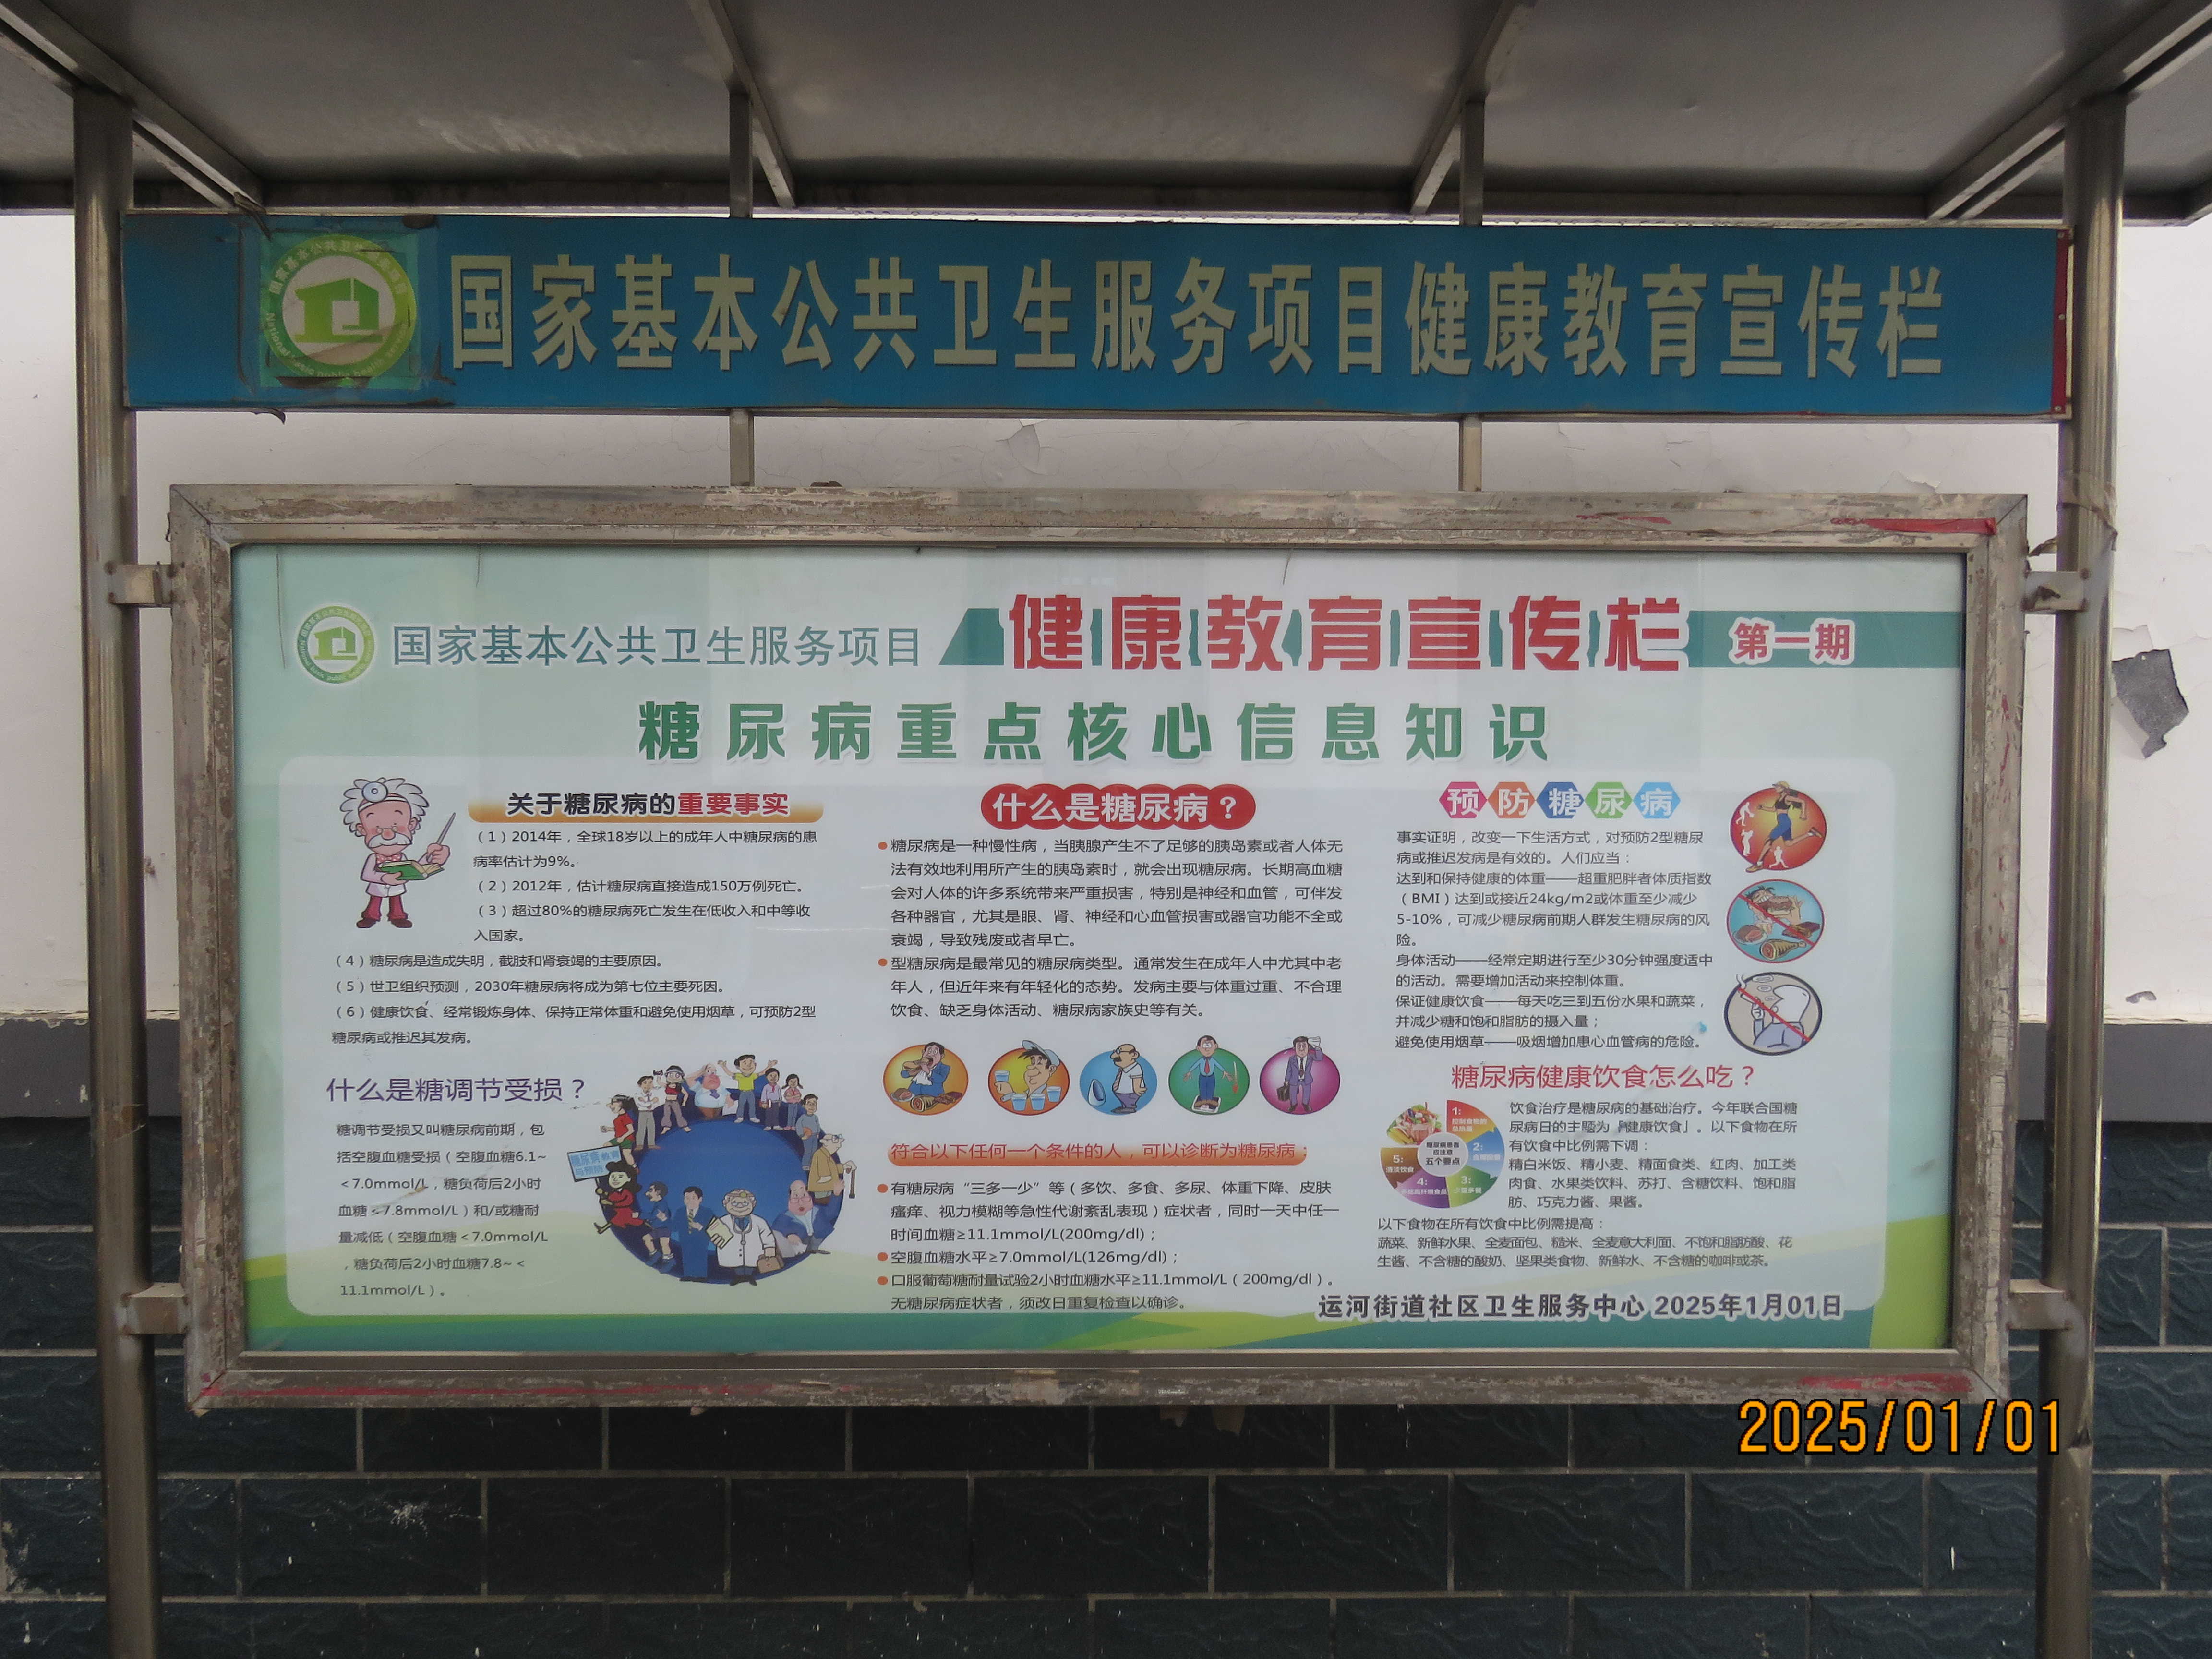 国家基本公共卫生服务项目健康教育宣传栏
国家基本公共卫生服务项目
健康教育宣传栏
第一期
糖尿病重点核心信息知识
关于糖尿病的重要事实
（1）2014年，全球18岁以上的成年人中糖尿病的患
病率估计为9%。
（2）2012年，估计糖尿病直接造成150万例死亡。
（3）超过80%的糖尿病死亡发生在低收入和中等收
入国家。
（4）糖尿病是造成失明，截肢和肾衰竭的主要原因。
（5）世卫组织预测，2030年糖尿病将成为第七位主要死因。
（6）健康饮食、经常锻炼身体、保持正常体重和避免使用烟草，可预防2型
糖尿病或推迟其发病。
什么是糖调节受损？
糖调节受损又叫糖尿病前期，包
括空腹血糖受损（空腹血糖6.1~
＜7.0mmol/L，糖负荷后2小时
血糖＜7.8mmol/L）和/或糖耐
量减低（空腹血糖＜7.0mmol/L
，糖负荷后2小时血糖7.8~＜
11.1mmol/L）。
糖尿病教育
与预防
什么是糖尿病？
糖尿病是一种慢性病，当胰腺产生不了足够的胰岛素或者人体无
法有效地利用所产生的胰岛素时，就会出现糖尿病。长期高血糖
会对人体的许多系统带来严重损害，特别是神经和血管，可伴发
各种器官，尤其是眼、肾、神经和心血管损害或器官功能不全或
衰竭，导致残废或者早亡。
型糖尿病是最常见的糖尿病类型。通常发生在成年人中尤其中老
年人，但近年来有年轻化的态势。发病主要与体重过重、不合理
饮食、缺乏身体活动、糖尿病家族史等有关。
符合以下任何一个条件的人，可以诊断为糖尿病：
有糖尿病“三多一少”等（多饮、多食、多尿、体重下降、皮肤
瘙痒、视力模糊等急性代谢紊乱表现）症状者，同时一天中任一
时间血糖≥11.1mmol/L(200mg/dl)；
空腹血糖水平≥7.0mmol/L(126mg/dl)；
口服葡萄糖耐量试验2小时血糖水平≥11.1mmol/L（200mg/dl）。
无糖尿病症状者，须改日重复检查以确诊。
预防糖尿病
事实证明，改变一下生活方式，对预防2型糖尿
病或推迟发病是有效的。人们应当：
达到和保持健康的体重——超重肥胖者体质指数
（BMI）达到或接近24kg/m2或体重至少减少
5-10%，可减少糖尿病前期人群发生糖尿病的风
险。
身体活动——经常定期进行至少30分钟强度适中
的活动。需要增加活动来控制体重。
保证健康饮食——每天吃三到五份水果和蔬菜，
并减少糖和饱和脂肪的摄入量；
避免使用烟草——吸烟增加患心血管病的危险。
糖尿病健康饮食怎么吃？
糖尿病患者
应注意
五个要点
1：
2：
3：
4：
5：
清淡饮食
饮食治疗是糖尿病的基础治疗。今年联合国糖
尿病日的主题为『健康饮食』。以下食物在所
有饮食中比例需下调：
精白米饭、精小麦、精面食类、红肉、加工类
肉食、水果类饮料、苏打、含糖饮料、饱和脂
肪、巧克力酱、果酱。
以下食物在所有饮食中比例需提高：
蔬菜、新鲜水果、全麦面包、糙米、全麦意大利面、不饱和脂肪酸、花
生酱、不含糖的酸奶、坚果类食物、新鲜水、不含糖的咖啡或茶。
运河街道社区卫生服务中心 2025年1月01日
2025/01/01